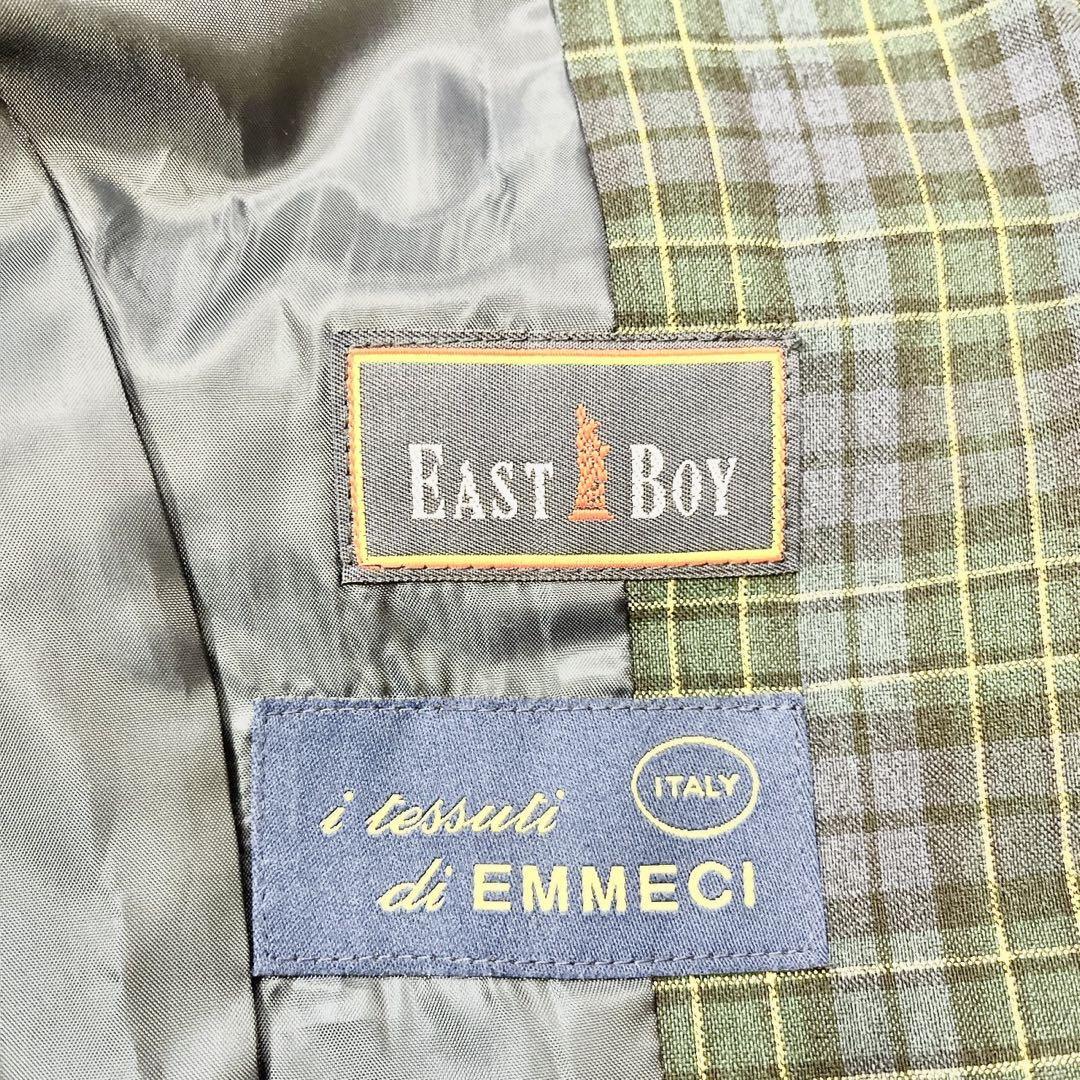 EAST BOY
ITALY
i tessuti
di EMMECI